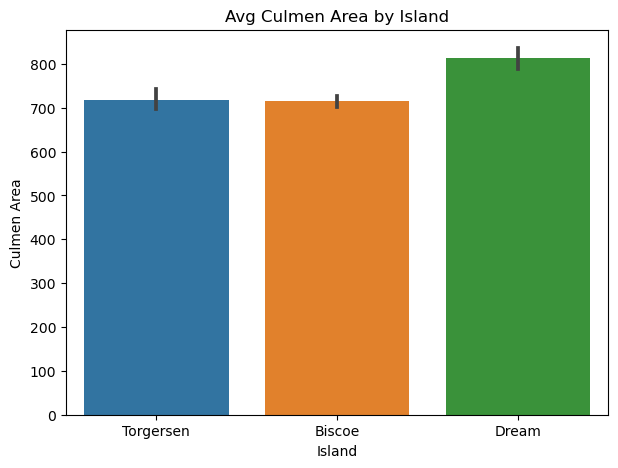 Avg Culmen Area by Island
Culmen Area
800
700
600
500
400
300
200
100
0
Torgersen Biscoe Dream
Island